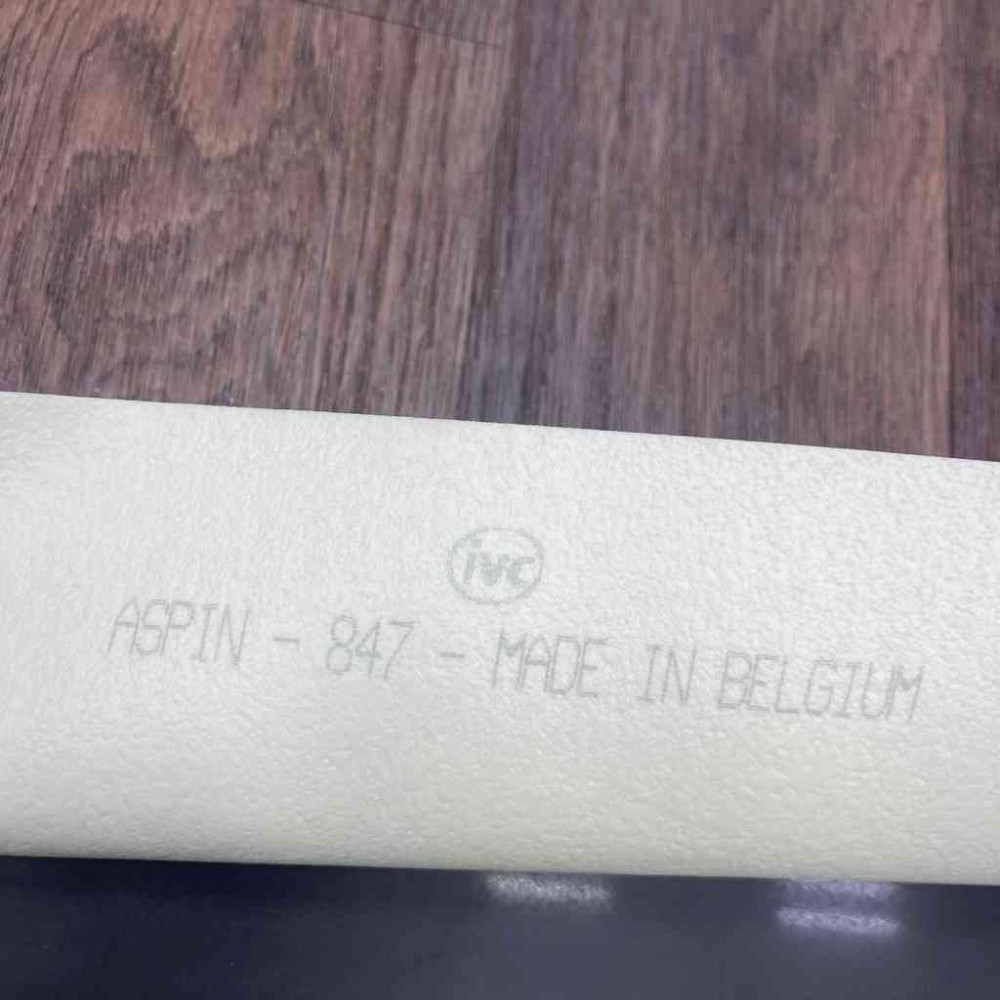 ivc
ASPIN - 847 - MADE IN BELGIUM